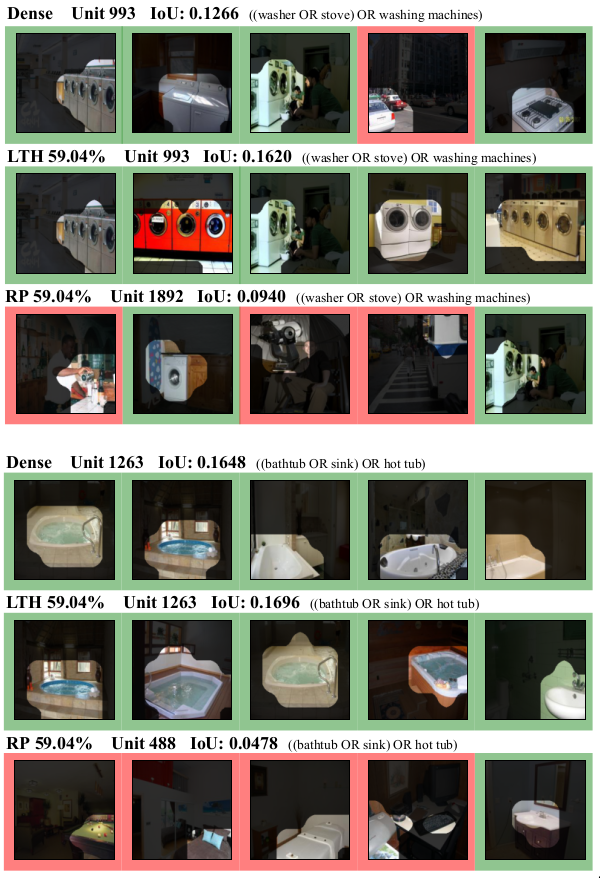 Dense Unit 993 IoU: 0.1266 ((washer OR stove) OR washing machines)
LTH 59.04% Unit 993 IoU: 0.1620 ((washer OR stove) OR washing machines)
RP 59.04% Unit 1892 IoU: 0.0940 ((washer OR stove) OR washing machines)
Dense Unit 1263 IoU: 0.1648 ((bathtub OR sink) OR hot tub)
LTH 59.04% Unit 1263 IoU: 0.1696 ((bathtub OR sink) OR hot tub)
RP 59.04% Unit 488 IoU: 0.0478 ((bathtub OR sink) OR hot tub)